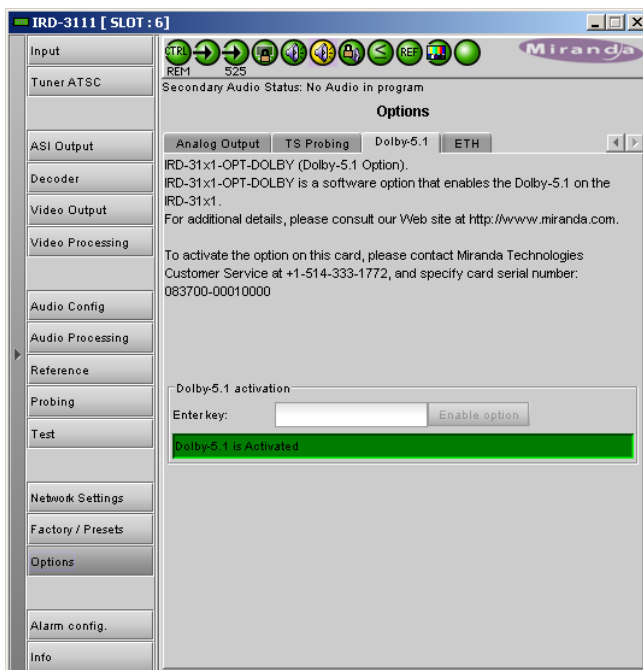 IRD-3111 [ SLOT : 6]
Input
Tuner ATSC
ASI Output
Decoder
Video Output
Video Processing
Audio Config
Audio Processing
Reference
Probing
Test
Network Settings
Factory / Presets
Options
Alarm config.
Info
CTRL
REF
Miranda
REM
525
Secondary Audio Status: No Audio in program
Options
Analog Output
TS Probing
Dolby-5.1
ETH
IRD-31x1-OPT-DOLBY (Dolby-5.1 Option).
IRD-31x1-OPT-DOLBY is a software option that enables the Dolby-5.1 on the
IRD-31x1.
For additional details, please consult our Web site at http://www.miranda.com.
To activate the option on this card, please contact Miranda Technologies
Customer Service at +1-514-333-1772, and specify card serial number:
083700-00010000
Dolby-5.1 activation
Enter key:
Enable option
Dolby-5.1 is Activated